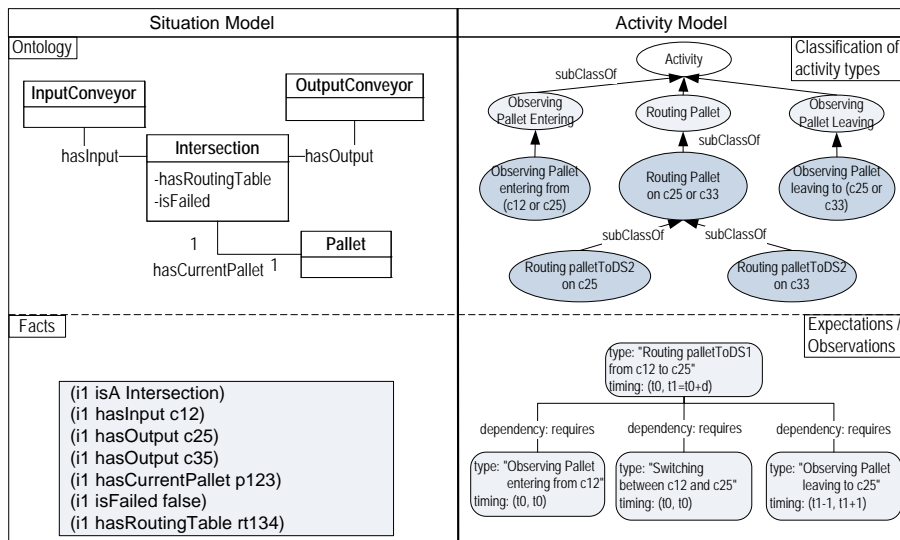 Situation Model
Activity Model
Ontology
InputConveyor
OutputConveyor
hasInput
Intersection
-hasRoutingTable
-isFailed
hasOutput
1
hasCurrentPallet
1
Pallet
Classification of
activity types
Activity
subClassOf
Observing
Pallet Entering
Routing Pallet
Observing
Pallet Leaving
subClassOf
Observing Pallet
entering from
(c12 or c25)
Routing Pallet
on c25 or c33
Observing Pallet
leaving to (c25 or
c33)
subClassOf
subClassOf
Routing palletToDS2
on c25
Routing palletToDS2
on c33
Facts
(i1 isA Intersection)
(i1 hasInput c12)
(i1 hasOutput c25)
(i1 hasOutput c35)
(i1 hasCurrentPallet p123)
(i1 isFailed false)
(i1 hasRoutingTable rt134)
Expectations /
Observations
type: "Routing palletToDS1
from c12 to c25"
timing: (t0, t1=t0+d)
dependency: requires
dependency: requires
dependency: requires
type: "Observing Pallet
entering from c12"
timing: (t0, t0)
type: "Switching
between c12 and c25"
timing: (t0, t0)
type: "Observing Pallet
leaving to c25"
timing: (t1-1, t1+1)